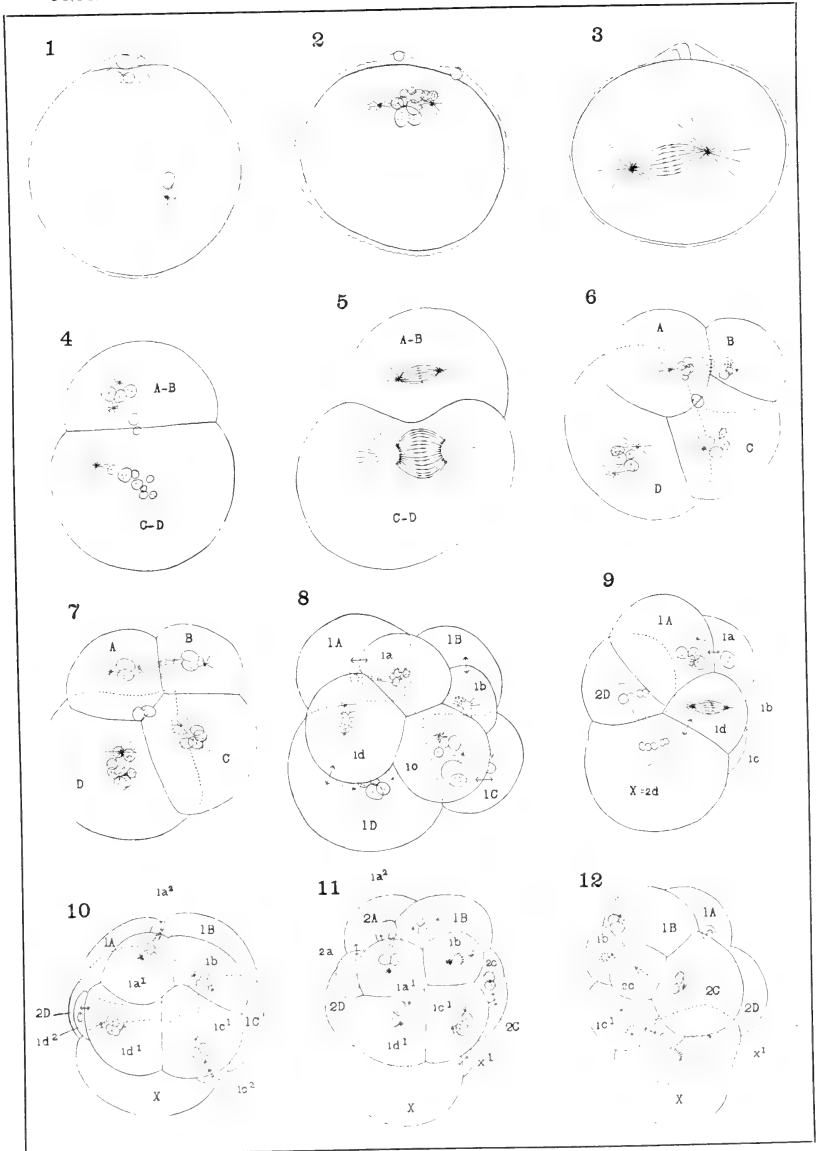 1
2
3
4
A-B
C-D
5
A-B
C-D
6
A
B
C
D
7
A
B
C
D
8
1A
1a
1B
1b
1d
1c
1C
1D
9
1A
1a
2D
1b
1d
1c
X=2d
10
1a²
1A
1B
1b
1a¹
2D
1d²
1d¹
1c¹
1C
1c²
X
11
1a²
2A
1B
2a
1b
2c
1a¹
2D
1c¹
2C
1d¹
x¹
X
12
1B
1A
1b
2c
2C
2D
1c¹
x¹
X